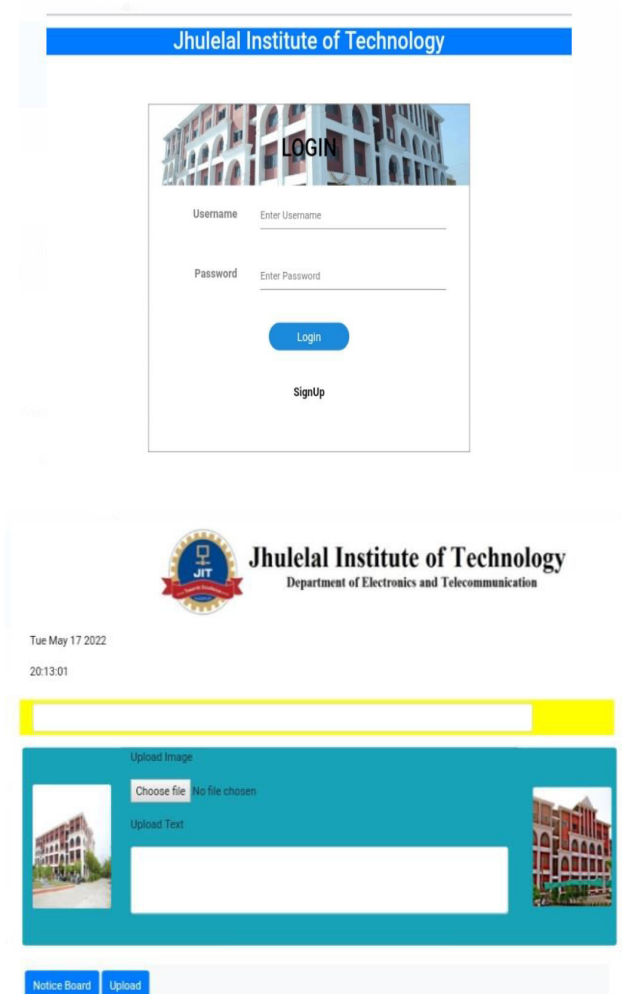 Jhulelal Institute of Technology
LOGIN
Username Enter Username
Password Enter Password
Login
SignUp
JIT
Jhulelal Institute of Technology
Department of Electronics and Telecommunication
Tue May 17 2022
20:13:01
Upload Image
Choose file No file chosen
Upload Text
Notice Board Upload